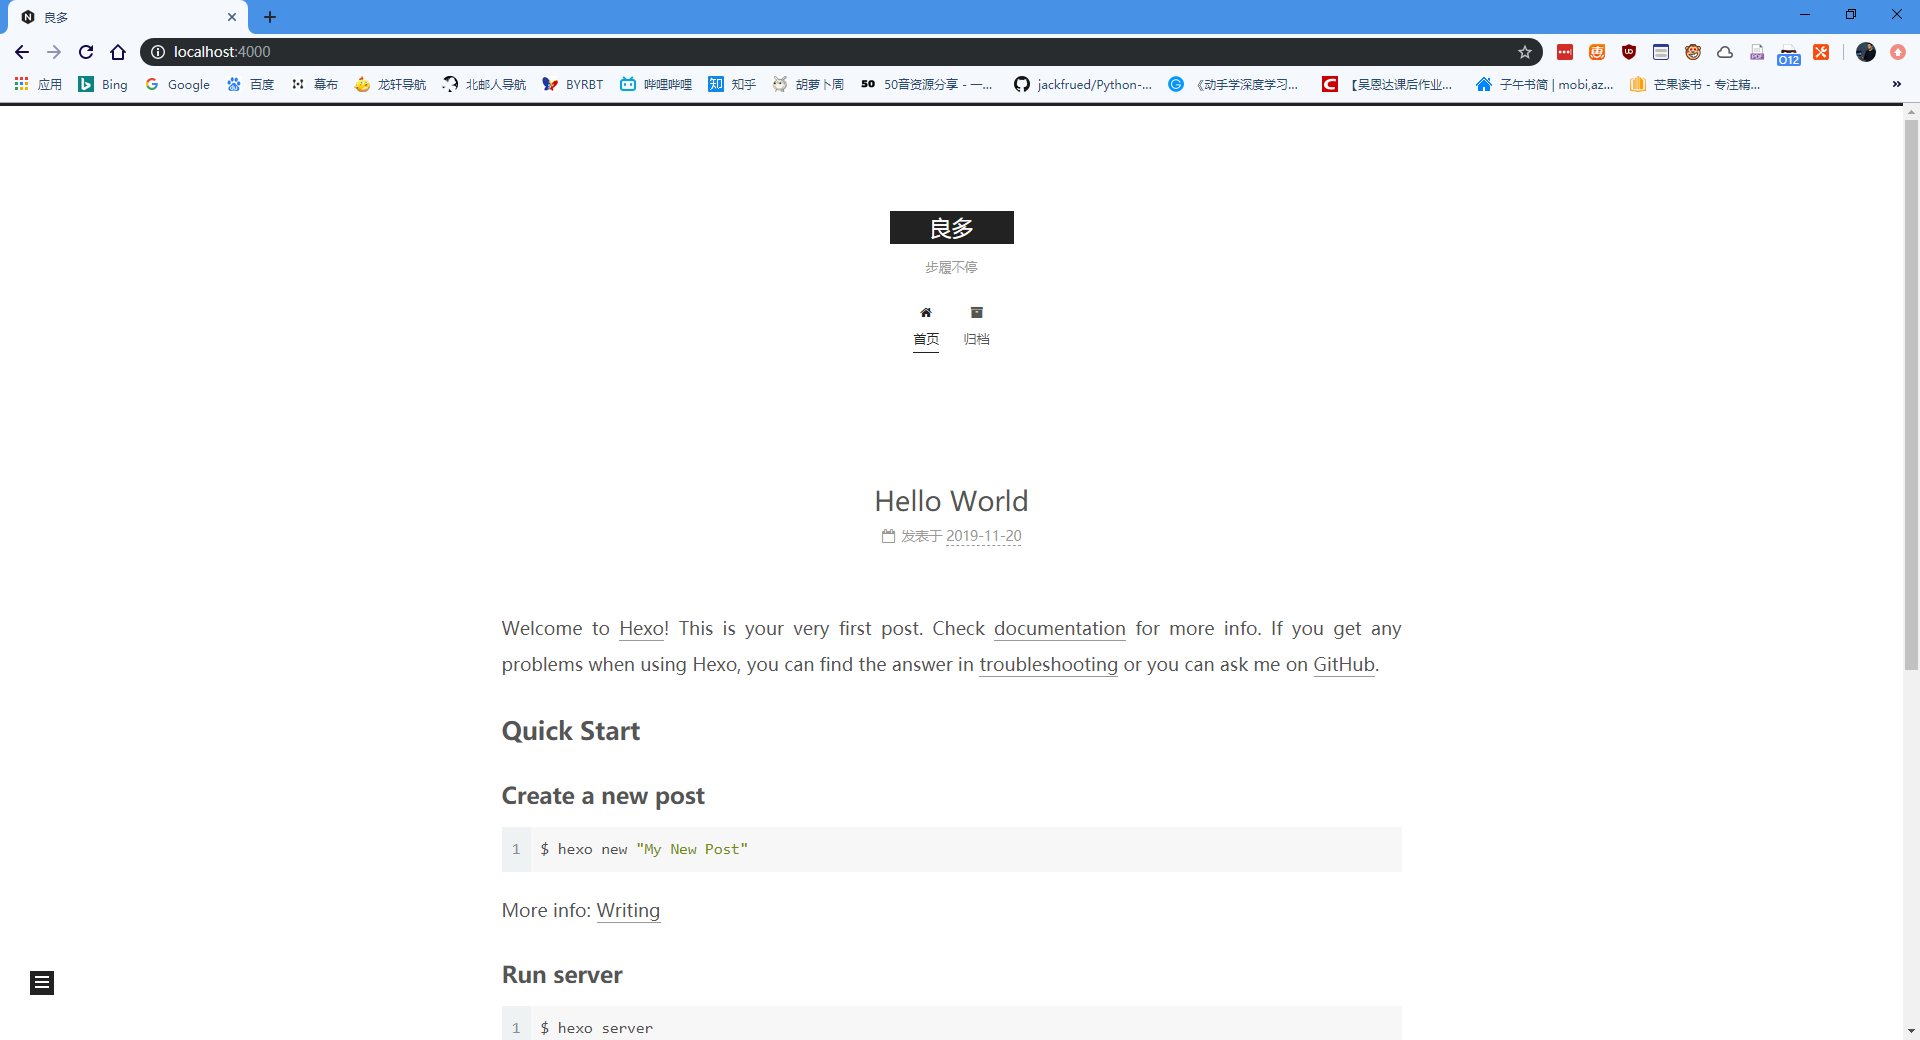 良多
localhost:4000
O12
应用 Bing Google 百度 幕布 龙轩导航 北邮人导航 BYRBT 哔哩哔哩 知乎 胡萝卜周 50音资源分享 - 一... jackfrued/Python-... 《动手学深度学习... 【吴恩达课后作业... 子午书简 | mobi,az... 芒果读书 - 专注精... »
良多
步履不停
首页 归档
Hello World
发表于 2019-11-20
Welcome to Hexo! This is your very first post. Check documentation for more info. If you get any
problems when using Hexo, you can find the answer in troubleshooting or you can ask me on GitHub.
Quick Start
Create a new post
1 $ hexo new "My New Post"
More info: Writing
Run server
1 $ hexo server